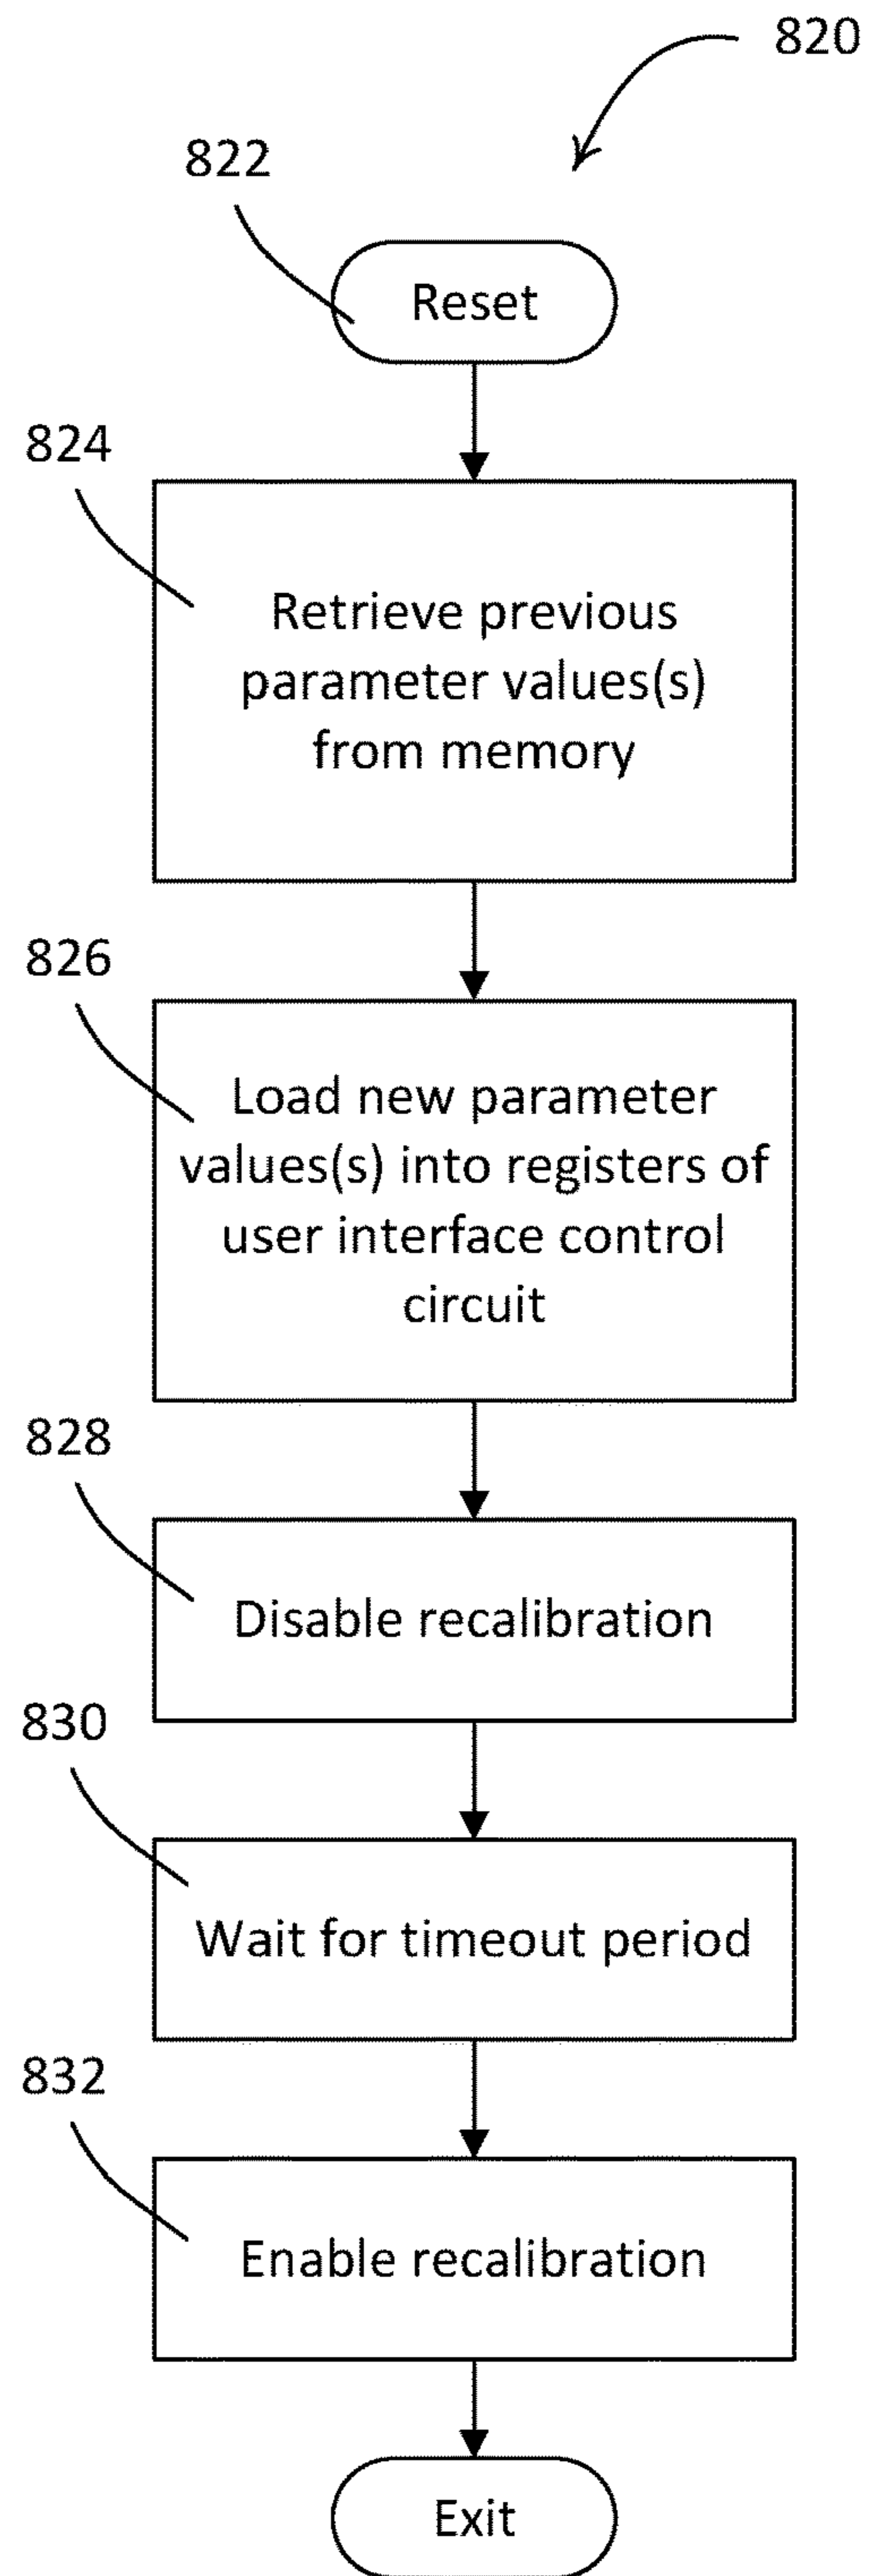 820
822
Reset
824
Retrieve previous
parameter values(s)
from memory
826
Load new parameter
values(s) into registers of
user interface control
circuit
828
Disable recalibration
830
Wait for timeout period
832
Enable recalibration
Exit